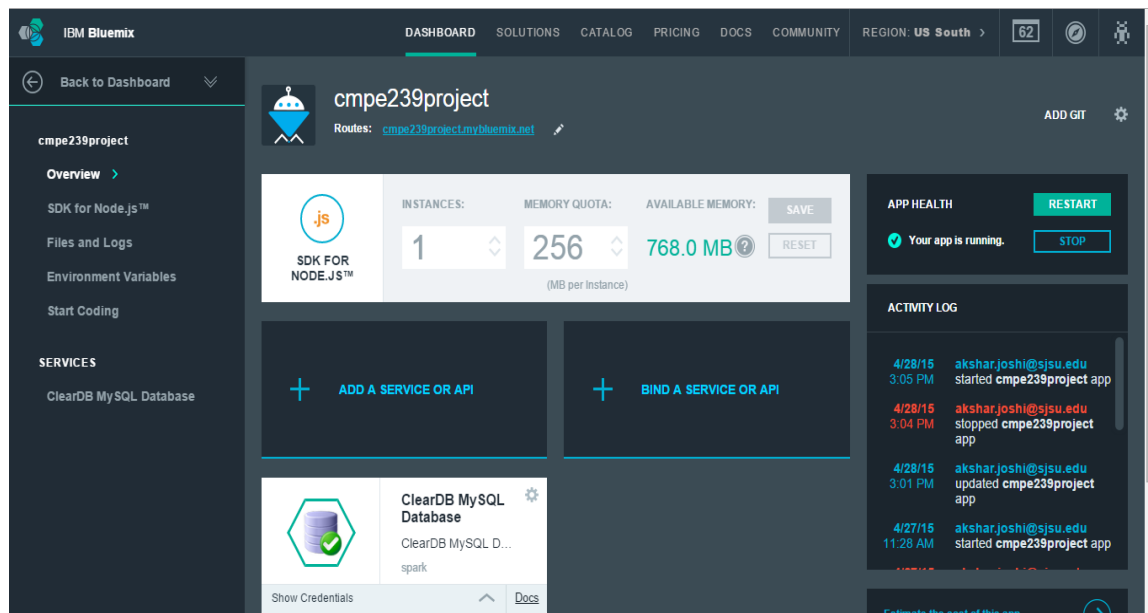 IBM Bluemix
DASHBOARD SOLUTIONS CATALOG PRICING DOCS COMMUNITY REGION: US South > 62
Back to Dashboard
cmpe239project
Overview >
SDK for Node.js™
Files and Logs
Environment Variables
Start Coding
SERVICES
ClearDB MySQL Database
cmpe239project
Routes: cmpe239project.mybluemix.net
ADD GIT
.js
SDK FOR
NODE.JS™
INSTANCES:
1
MEMORY QUOTA:
256
(MB per Instance)
AVAILABLE MEMORY:
768.0 MB ?
SAVE
RESET
ADD A SERVICE OR API
BIND A SERVICE OR API
ClearDB MySQL
Database
ClearDB MySQL D...
spark
Show Credentials
Docs
APP HEALTH
RESTART
Your app is running.
STOP
ACTIVITY LOG
4/28/15 akshar.joshi@sjsu.edu
3:05 PM started cmpe239project app
4/28/15 akshar.joshi@sjsu.edu
3:04 PM stopped cmpe239project
app
4/28/15 akshar.joshi@sjsu.edu
3:01 PM updated cmpe239project
app
4/27/15 akshar.joshi@sjsu.edu
11:28 AM started cmpe239project app
Estimate the cost of this app